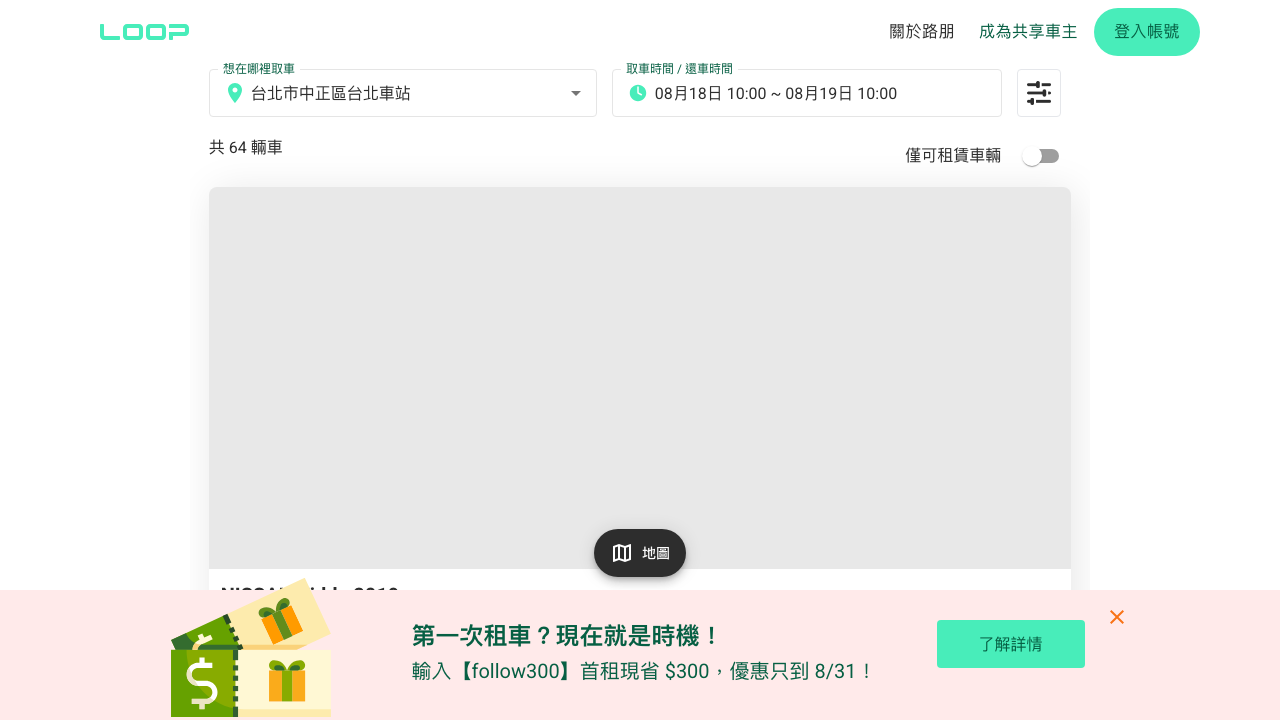 LOOP
關於路朋
成為共享車主
登入帳號
想在哪裡取車
台北市中正區台北車站
取車時間 / 還車時間
08月18日 10:00 ~ 08月19日 10:00
共 64 輛車
僅可租賃車輛
地圖
第一次租車？現在就是時機！
輸入【follow300】首租現省 $300，優惠只到 8/31！
了解詳情